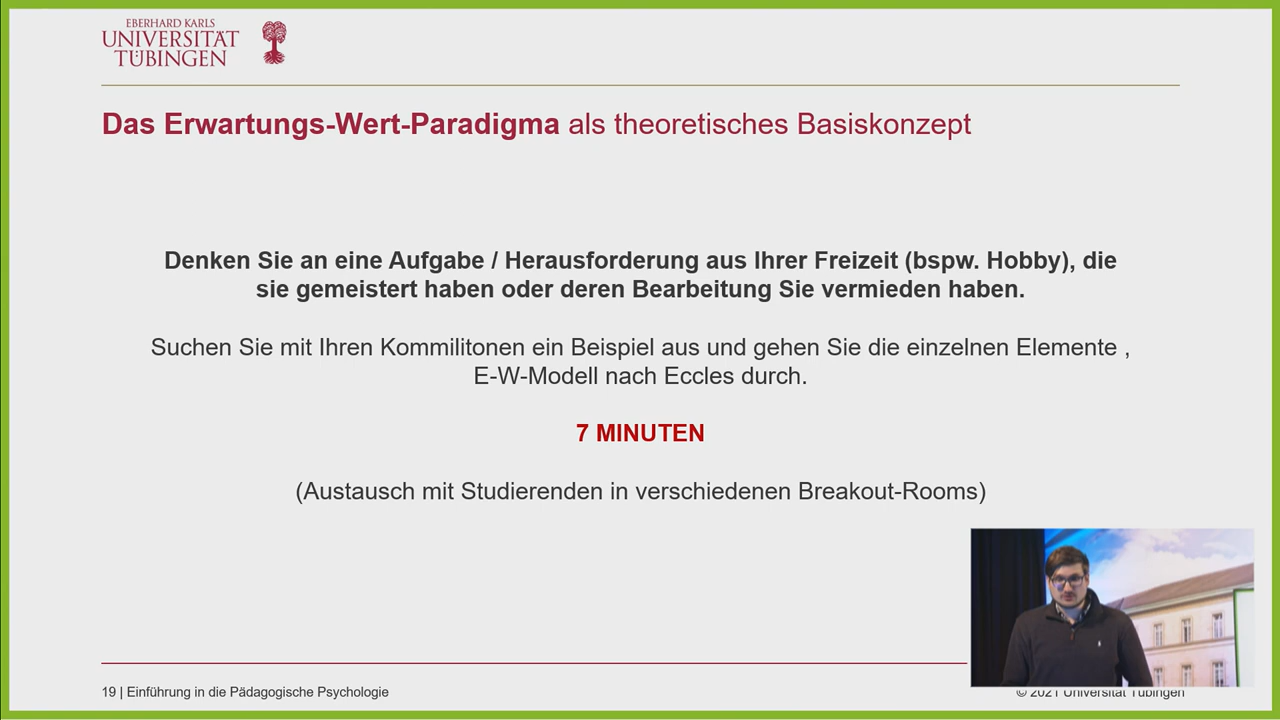 EBERHARD KARLS
UNIVERSITÄT
TÜBINGEN
Das Erwartungs-Wert-Paradigma als theoretisches Basiskonzept
Denken Sie an eine Aufgabe / Herausforderung aus Ihrer Freizeit (bspw. Hobby), die
sie gemeistert haben oder deren Bearbeitung Sie vermieden haben.
Suchen Sie mit Ihren Kommilitonen ein Beispiel aus und gehen Sie die einzelnen Elemente ,
E-W-Modell nach Eccles durch.
7 MINUTEN
(Austausch mit Studierenden in verschiedenen Breakout-Rooms)
19 | Einführung in die Pädagogische Psychologie
© 2021 Universität Tübingen